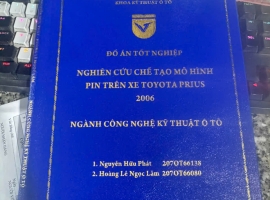 KHOA KỸ THUẬT Ô TÔ
ĐỒ ÁN TỐT NGHIỆP
NGHIÊN CỨU CHẾ TẠO MÔ HÌNH
PIN TRÊN XE TOYOTA PRIUS
2006
NGÀNH CÔNG NGHỆ KỸ THUẬT Ô TÔ
1. Nguyễn Hữu Phát 207OT66138
2. Hoàng Lê Ngọc Lâm 207OT66080